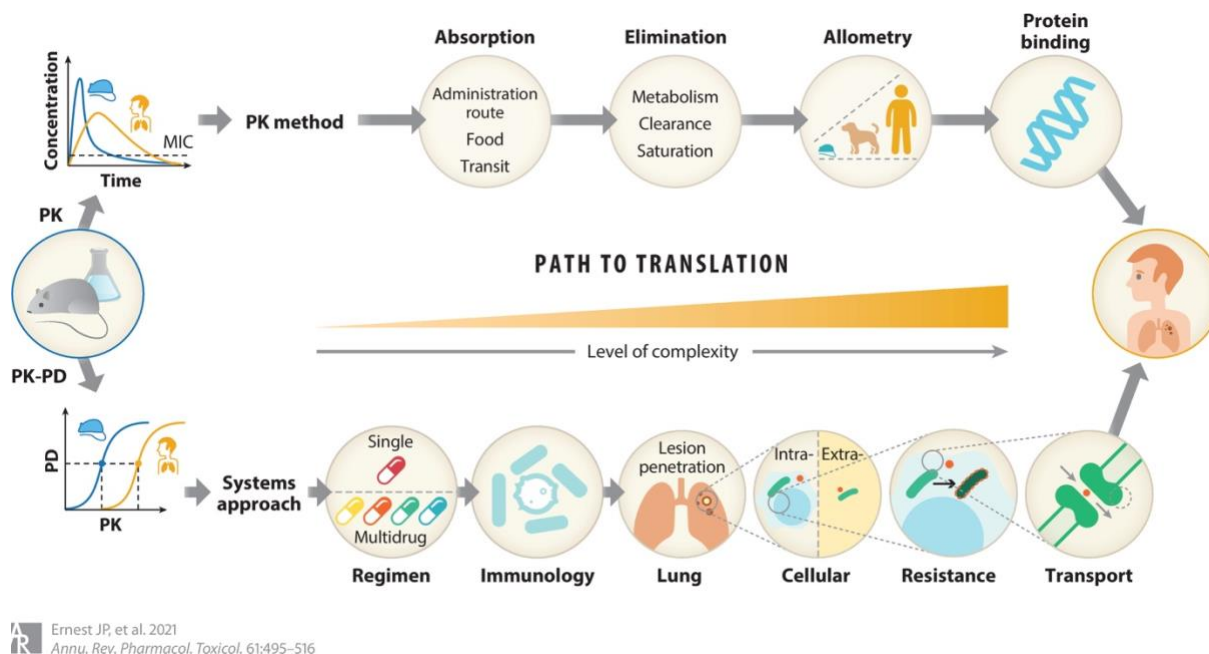 Absorption
Elimination
Allometry
Protein
binding
Concentration
MIC
Time
PK method
Administration
route
Food
Transit
Metabolism
Clearance
Saturation
PK
PATH TO TRANSLATION
Level of complexity
PK-PD
PD
PK
Systems
approach
Single
Multidrug
Lesion
penetration
Intra-
Extra-
Regimen
Immunology
Lung
Cellular
Resistance
Transport
AR
Ernest JP, et al. 2021
Annu. Rev. Pharmacol. Toxicol. 61:495–516